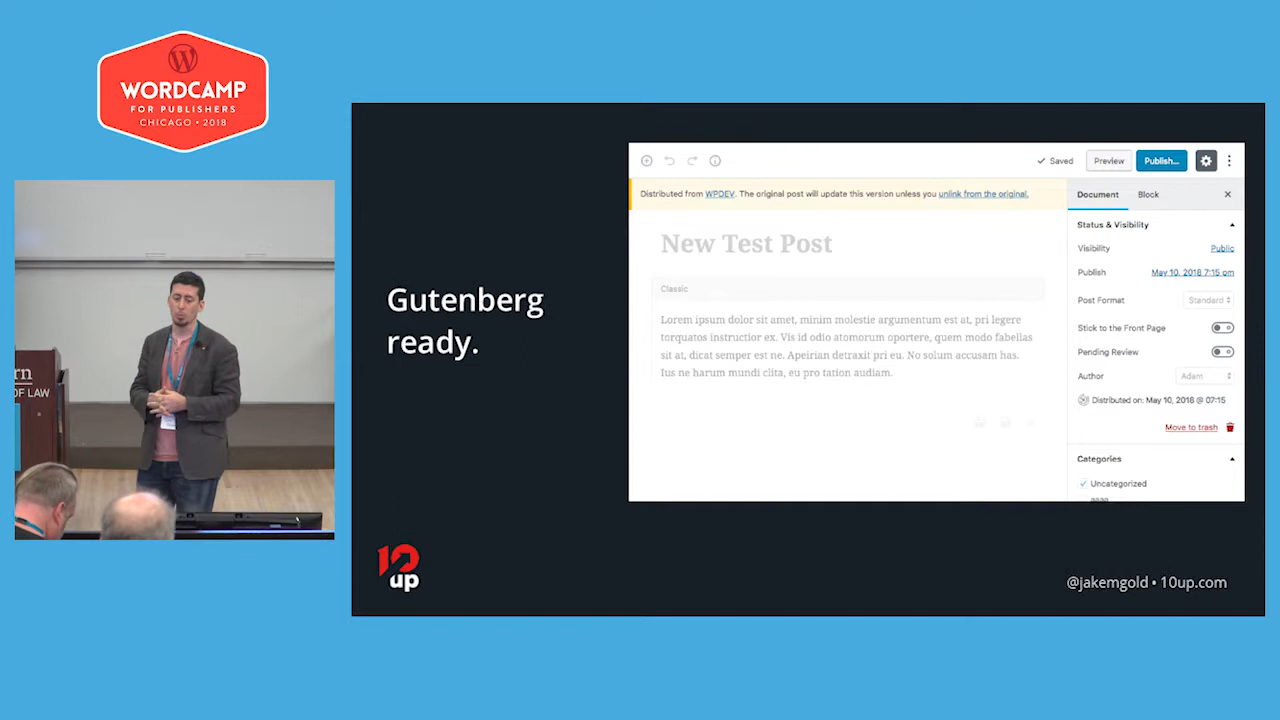 WORDCAMP
FOR PUBLISHERS
CHICAGO • 2018
rn
OF LAW
Gutenberg
ready.
Saved
Preview
Publish...
Distributed from WPDEV. The original post will update this version unless you unlink from the original.
Document
Block
New Test Post
Classic
Lorem ipsum dolor sit amet, minim molestie argumentum est at, pri legere
torquatos instructior ex. Vis id odio atomorum oportere, quem modo fabellas
sit at, dicat semper est ne. Apeirian detraxit pri eu. No solum accusam has.
Ius ne harum mundi clita, eu pro tation audiam.
Status & Visibility
Visibility
Public
Publish
May 10, 2018 7:15 pm
Post Format
Standard
Stick to the Front Page
Pending Review
Author
Adam
Distributed on: May 10, 2018 @ 07:15
Move to trash
Categories
Uncategorized
aaaa
10up
@jakemgold • 10up.com